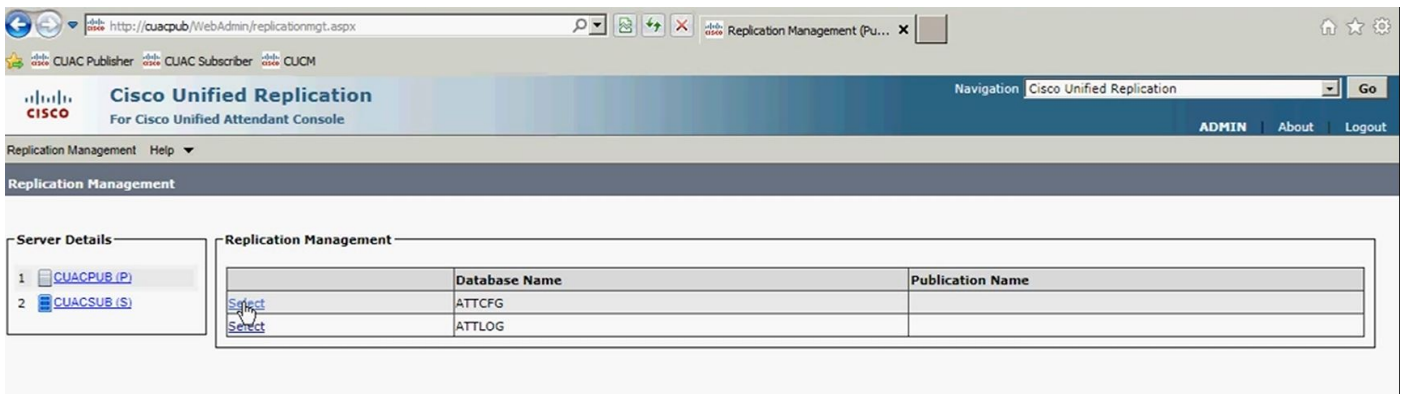 http://cuacpub/WebAdmin/replicationmgt.aspx
Replication Management (Pu...
CUAC Publisher
CUAC Subscriber
CUCM
CISCO
Cisco Unified Replication
For Cisco Unified Attendant Console
Navigation Cisco Unified Replication Go
ADMIN | About | Logout
Replication Management Help
Replication Management
Server Details
1 CUACPUB (P)
2 CUACSUB (S)
Replication Management
Database Name Publication Name
Select ATTCFG
Select ATTLOG